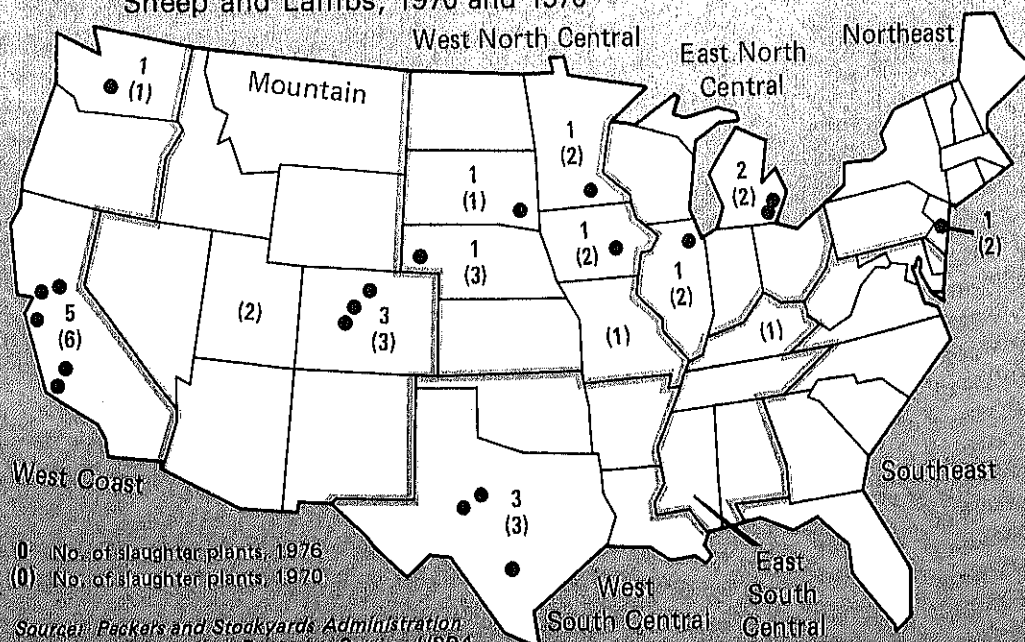 Sheep and Lambs, 1970 and 1976
West North Central
East North
Central
Northeast
Mountain
1
(1)
1
(2)
1
(1)
2
(2)
1
(2)
1
(3)
1
(2)
1
(2)
5
(6)
(2)
3
(3)
(1)
(1)
West Coast
Southeast
3
(3)
0 No. of slaughter plants, 1976
(0) No. of slaughter plants, 1970
West
South Central
East
South
Central
Source: Packers and Stockyards Administration